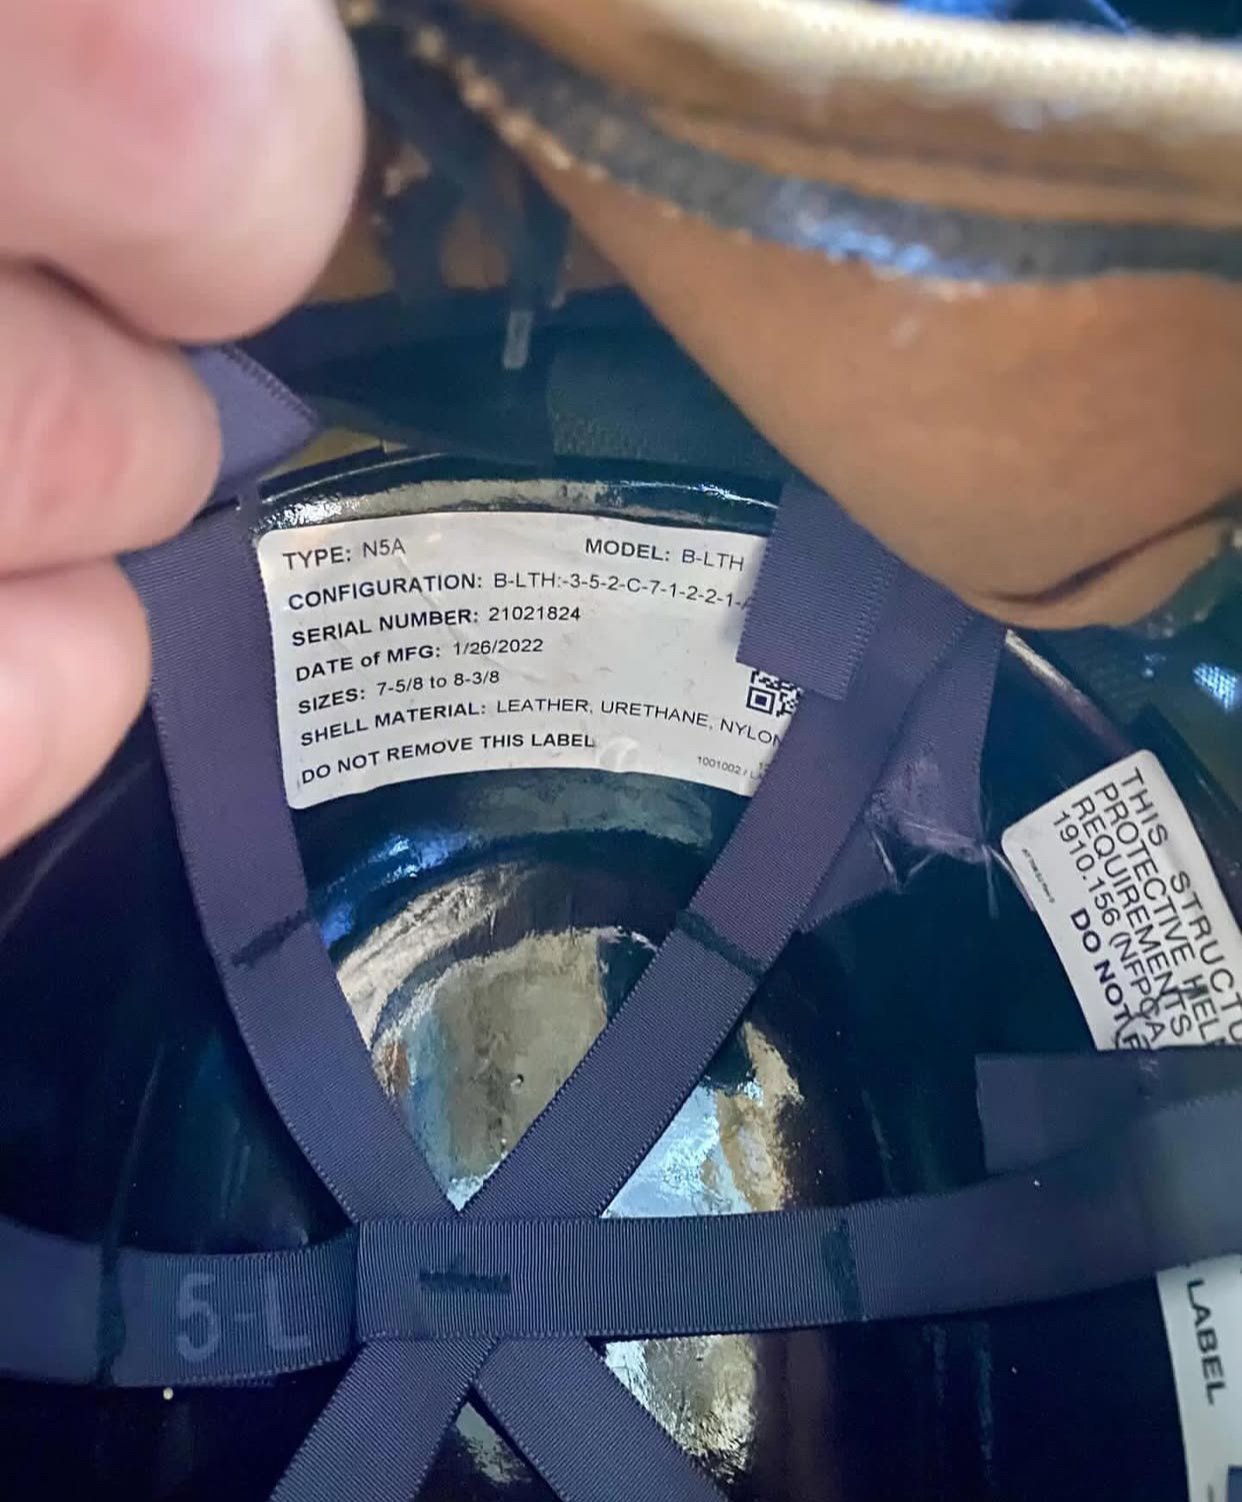 TYPE: N5A MODEL: B-LTH
CONFIGURATION: B-LTH:-3-5-2-C-7-1-2-2-1-
SERIAL NUMBER: 21021824
DATE of MFG: 1/26/2022
SIZES: 7-5/8 to 8-3/8
SHELL MATERIAL: LEATHER, URETHANE, NYLON
DO NOT REMOVE THIS LABEL
1001002 /
THIS STRUCTU
PROTECTIVE HEL
REQUIREMENTS
1910.156 (NFPCA
DO NOT
5-L
LABEL